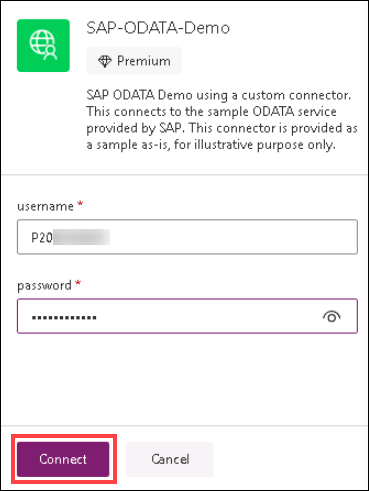 SAP-ODATA-Demo
Premium
SAP ODATA Demo using a custom connector.
This connects to the sample ODATA service
provided by SAP. This connector is provided as
a sample as-is, for illustrative purpose only.
username *
P20
password *
••••••••••••
Connect
Cancel